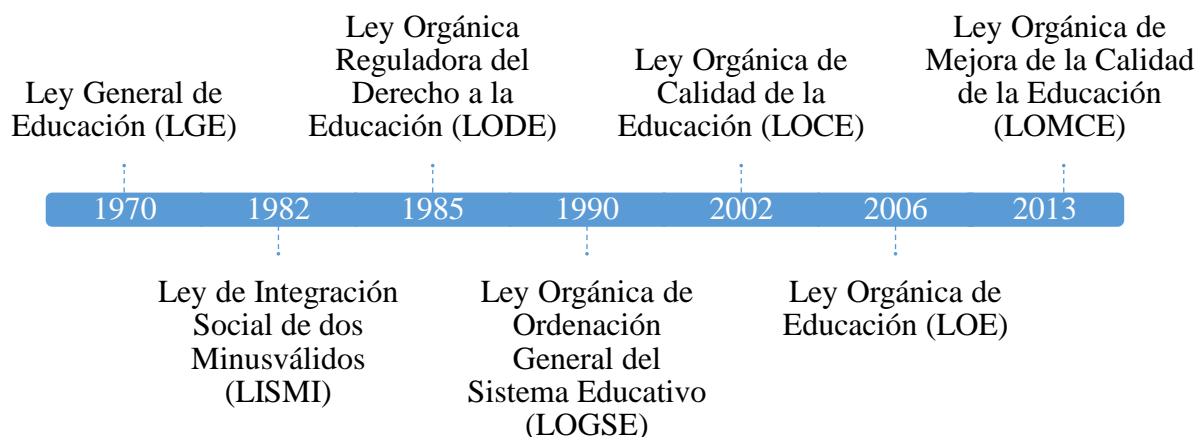 Ley General de
Educación (LGE)
Ley Orgánica
Reguladora del
Derecho a la
Educación (LODE)
Ley Orgánica de
Calidad de la
Educación (LOCE)
Ley Orgánica de
Mejora de la Calidad
de la Educación
(LOMCE)
1970 1982 1985 1990 2002 2006 2013
Ley de Integración
Social de dos
Minusválidos
(LISMI)
Ley Orgánica de
Ordenación
General del
Sistema Educativo
(LOGSE)
Ley Orgánica de
Educación (LOE)